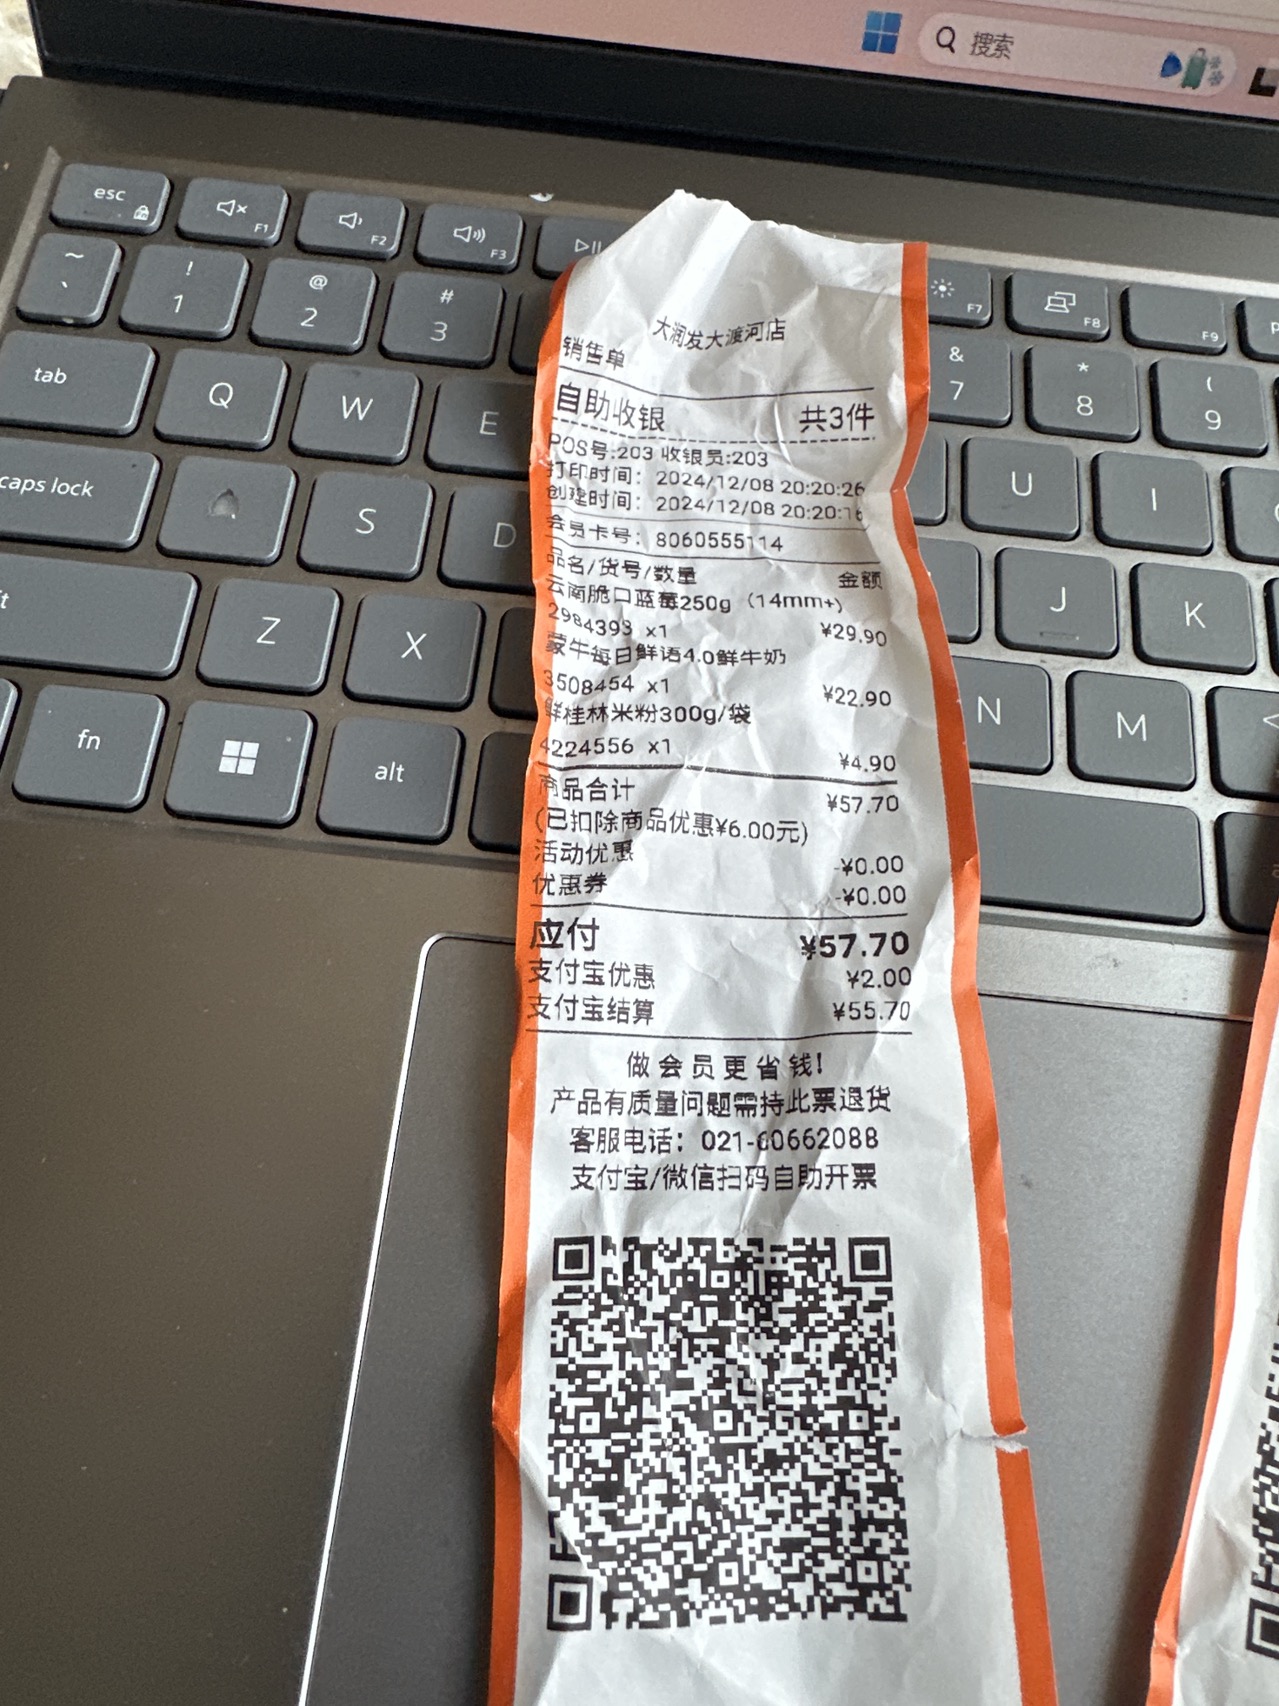 搜索
esc
F1
F2
F3
F7
F8
F9
~
`
!
1
@
2
#
3
&
7
*
8
(
9
tab
Q
W
E
U
I
caps lock
S
D
J
K
Z
X
N
M
<
fn
alt
大润发大渡河店
销售单
自助收银 共3件
POS号:203 收银员:203
打印时间: 2024/12/08 20:20:26
创建时间: 2024/12/08 20:20:16
会员卡号: 8060555114
品名/货号/数量 金额
云南脆口蓝莓250g (14mm+)
2984393 x1 ¥29.90
蒙牛每日鲜语4.0鲜牛奶
3508454 x1 ¥22.90
鲜桂林米粉300g/袋
4224556 x1 ¥4.90
商品合计 ¥57.70
(已扣除商品优惠¥6.00元)
活动优惠 -¥0.00
优惠券 -¥0.00
应付 ¥57.70
支付宝优惠 ¥2.00
支付宝结算 ¥55.70
做会员更省钱!
产品有质量问题需持此票退货
客服电话: 021-60662088
支付宝/微信扫码自助开票